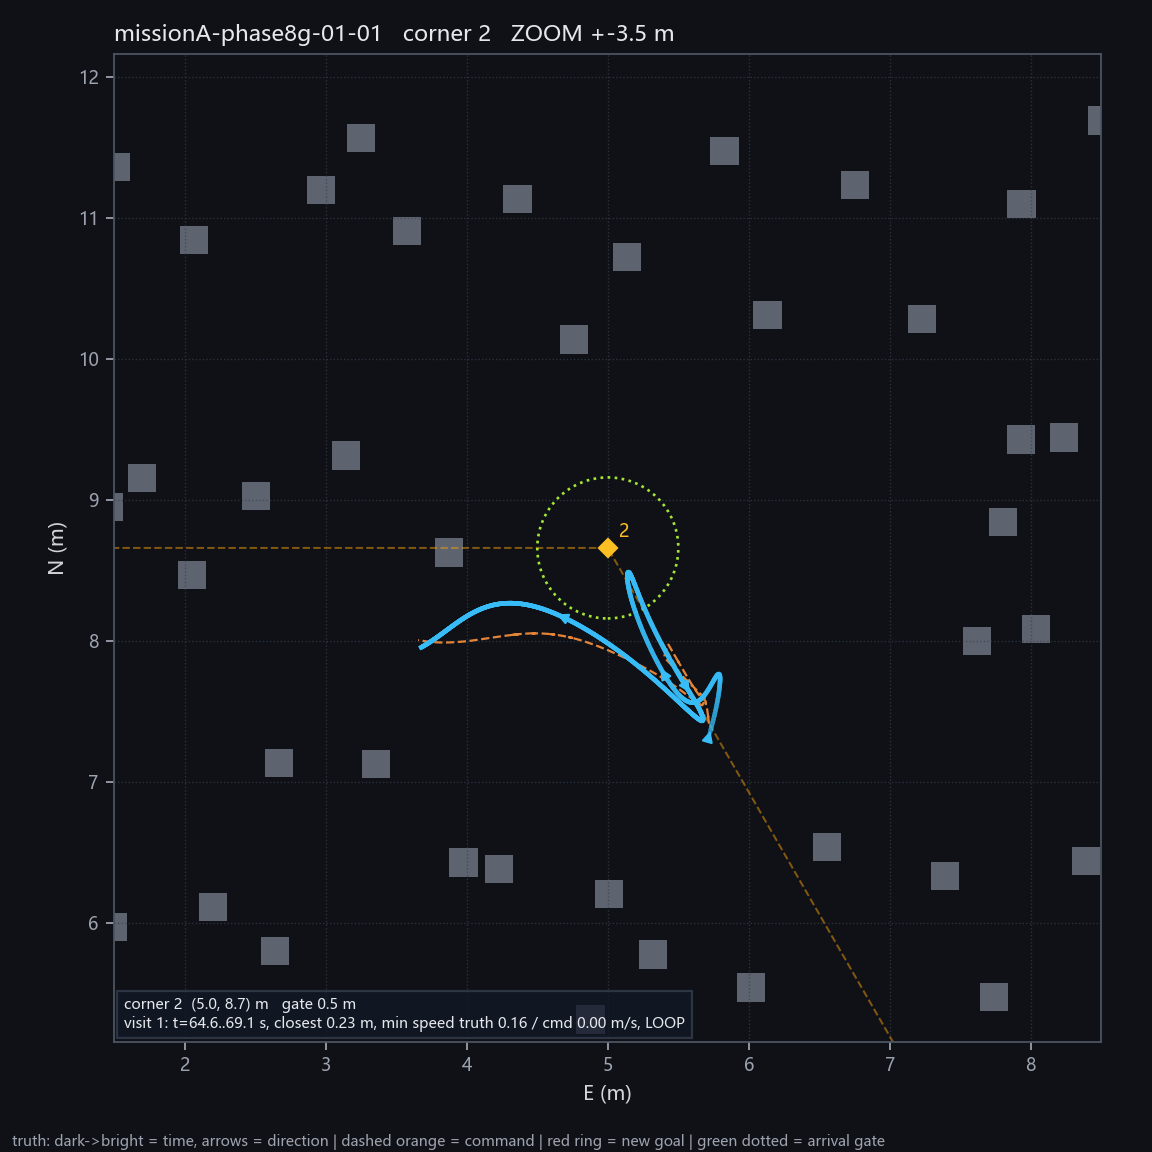 missionA-phase8g-01-01   corner 2   ZOOM +-3.5 m
12
11
10
9
8
7
6
N (m)
2
corner 2  (5.0, 8.7) m   gate 0.5 m
visit 1: t=64.6..69.1 s, closest 0.23 m, min speed truth 0.16 / cmd 0.00 m/s, LOOP
2 3 4 5 6 7 8
E (m)
truth: dark->bright = time, arrows = direction | dashed orange = command | red ring = new goal | green dotted = arrival gate